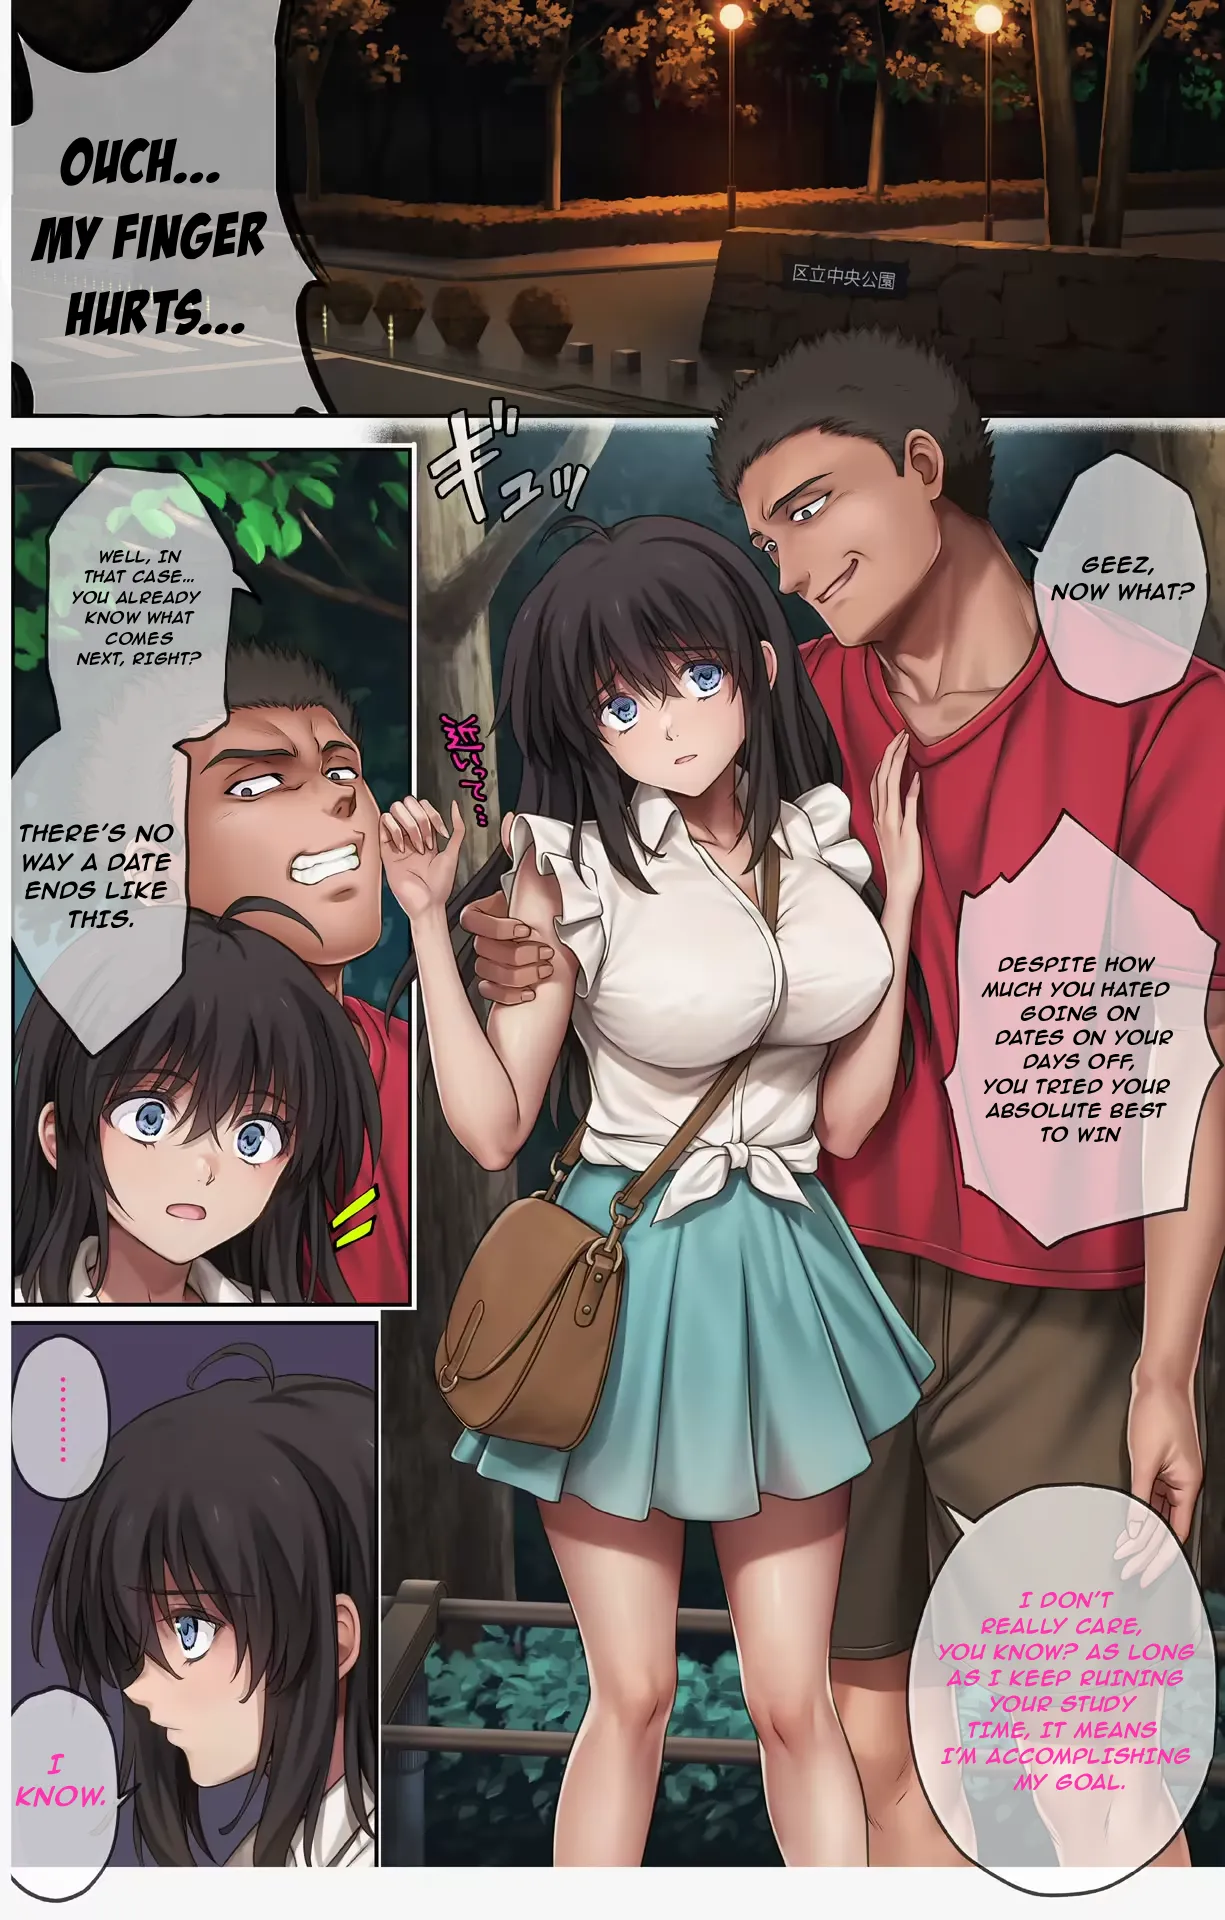 OUCH...
MY FINGER
HURTS...
区立中央公園
ギュッ
GEEZ,
NOW WHAT?
DESPITE HOW
MUCH YOU HATED
GOING ON
DATES ON YOUR
DAYS OFF,
YOU TRIED YOUR
ABSOLUTE BEST
TO WIN
I DON'T
REALLY CARE,
YOU KNOW? AS LONG
AS I KEEP RUINING
YOUR STUDY
TIME, IT MEANS
I'M ACCOMPLISHING
MY GOAL.
WELL, IN
THAT CASE...
YOU ALREADY
KNOW WHAT
COMES
NEXT, RIGHT?
THERE'S NO
WAY A DATE
ENDS LIKE
THIS.
.........
I
KNOW.